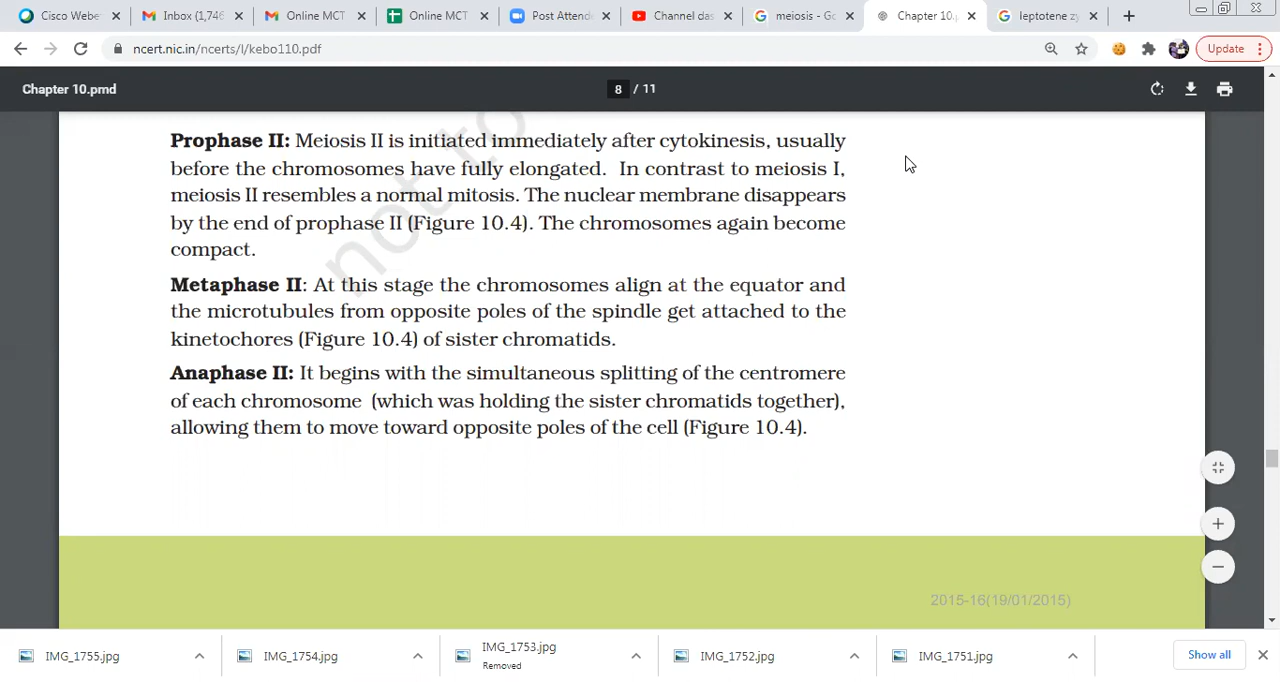 Cisco Webe
Inbox (1,746
Online MCT
Online MCT
Post Attende
Channel das
meiosis - Go
Chapter 10.p
leptotene zy
ncert.nic.in/ncerts/l/kebo110.pdf
Update
Chapter 10.pmd
8 / 11
not to
Prophase II: Meiosis II is initiated immediately after cytokinesis, usually
before the chromosomes have fully elongated. In contrast to meiosis I,
meiosis II resembles a normal mitosis. The nuclear membrane disappears
by the end of prophase II (Figure 10.4). The chromosomes again become
compact.
Metaphase II: At this stage the chromosomes align at the equator and
the microtubules from opposite poles of the spindle get attached to the
kinetochores (Figure 10.4) of sister chromatids.
Anaphase II: It begins with the simultaneous splitting of the centromere
of each chromosome (which was holding the sister chromatids together),
allowing them to move toward opposite poles of the cell (Figure 10.4).
2015-16(19/01/2015)
IMG_1755.jpg
IMG_1754.jpg
IMG_1753.jpg
Removed
IMG_1752.jpg
IMG_1751.jpg
Show all